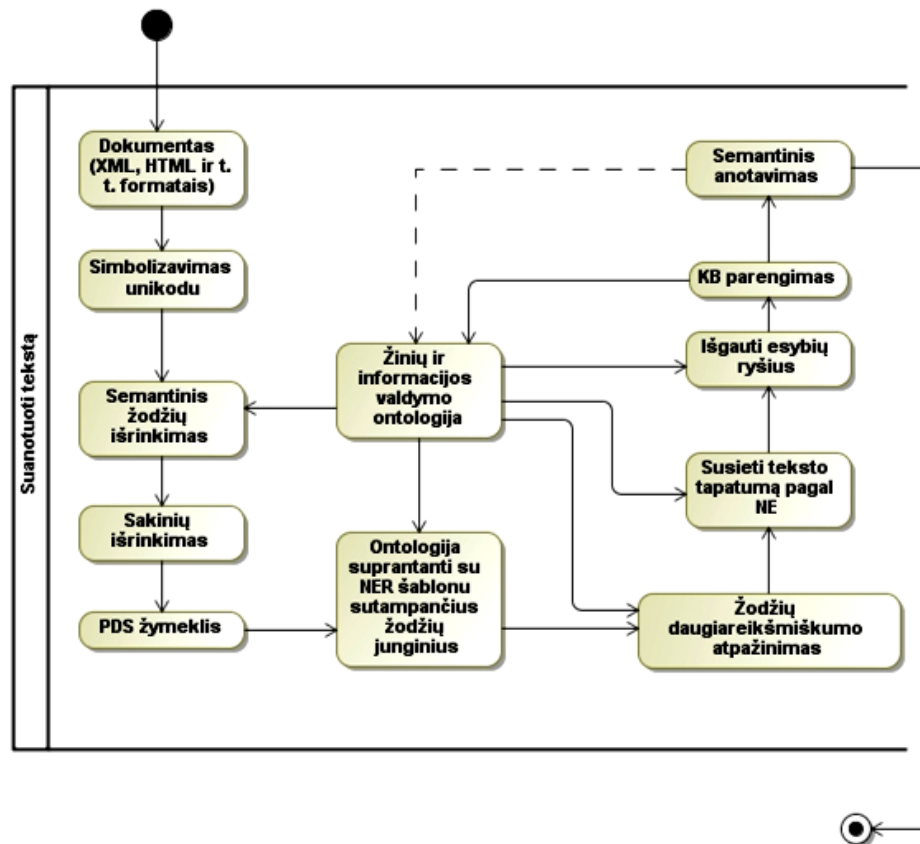 Suanotuoti tekstą
Dokumentas
(XML, HTML ir t.
t. formatais)
Simbolizavimas
unikodu
Semantinis
žodžių
išrinkimas
Sakinių
išrinkimas
PDS žymeklis
Žinių ir
informacijos
valdymo
ontologija
Ontologija
suprantanti su
NER šablonu
sutampančius
žodžių
junginius
Semantinis
anotavimas
KB parengimas
Išgauti esybių
ryšius
Susieti teksto
tapatumą pagal
NE
Žodžių
daugiareikšmiškumo
atpažinimas